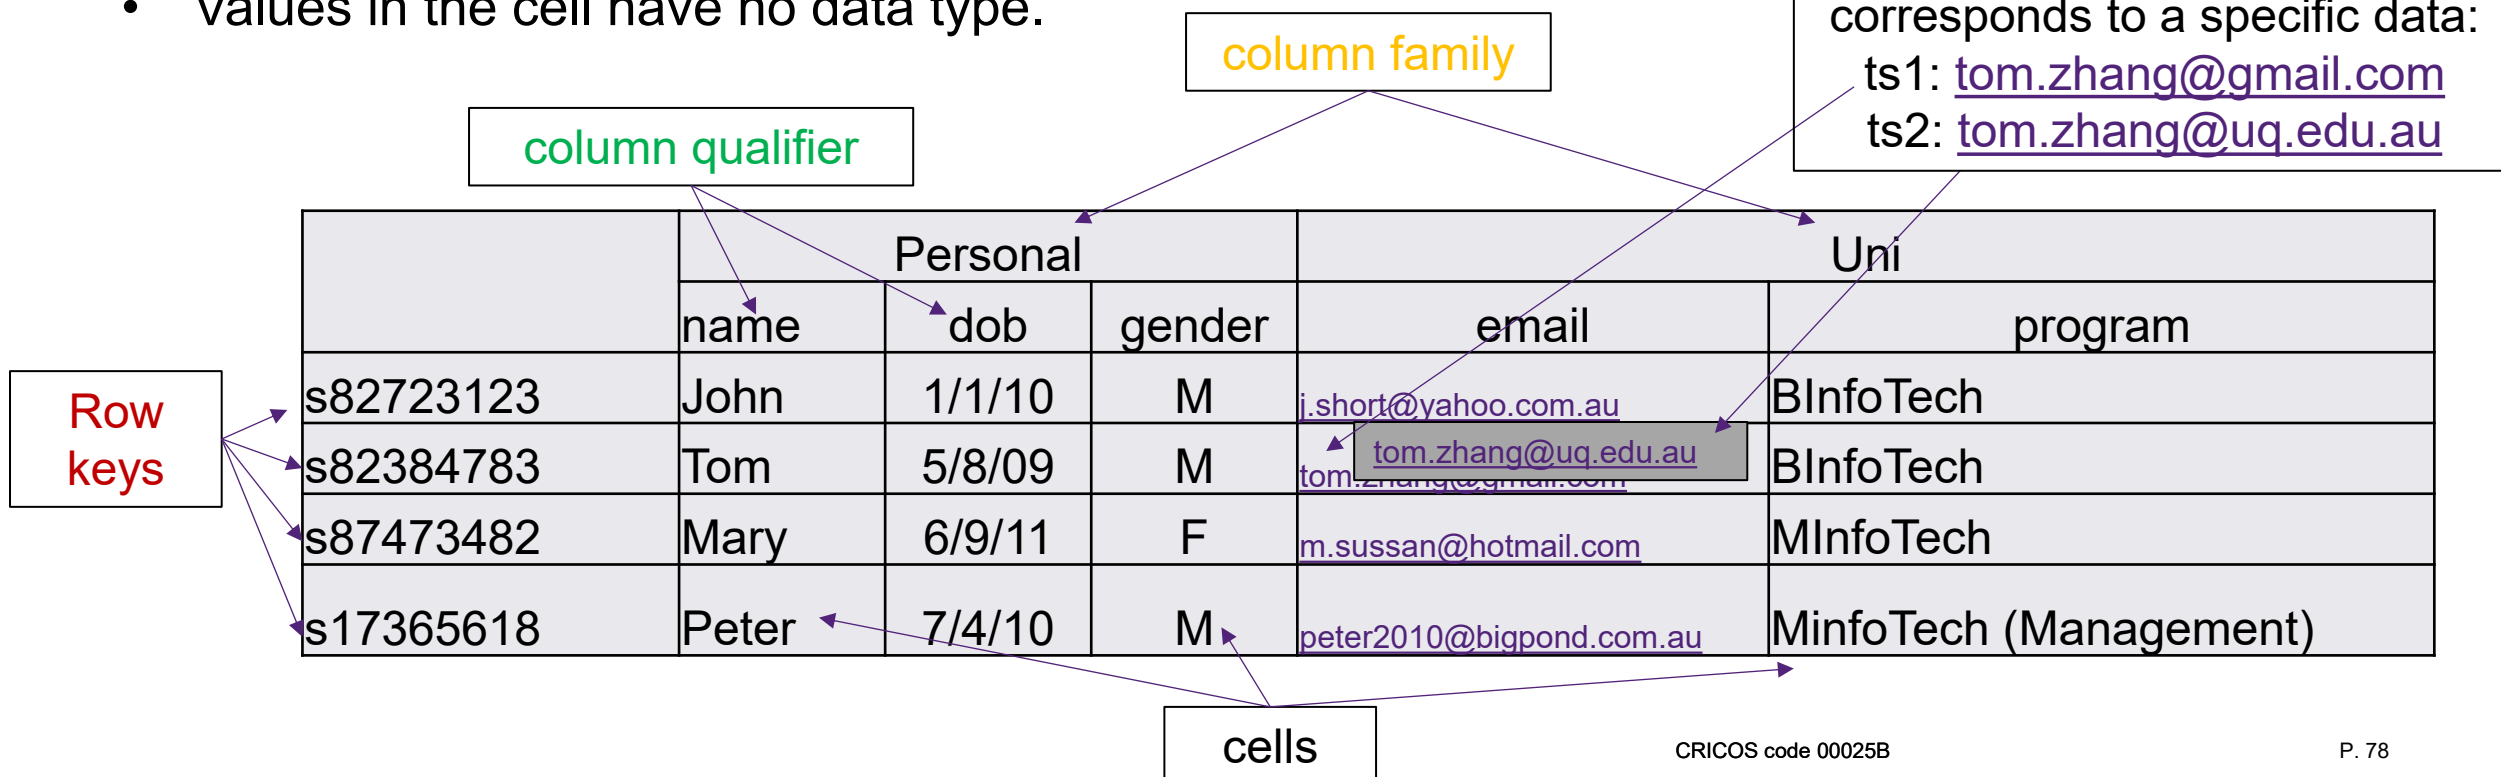 • Values in the cell have no data type.
corresponds to a specific data:
ts1: tom.zhang@gmail.com
ts2: tom.zhang@uq.edu.au
column family
column qualifier
Personal Uni
name dob gender email program
Row
keys
s82723123 John 1/1/10 M j.short@yahoo.com.au BInfoTech
tom.zhang@uq.edu.au
s82384783 Tom 5/8/09 M tom.zhang@gmail.com BInfoTech
s87473482 Mary 6/9/11 F m.sussan@hotmail.com MInfoTech
s17365618 Peter 7/4/10 M peter2010@bigpond.com.au MinfoTech (Management)
cells
CRICOS code 00025B P. 78